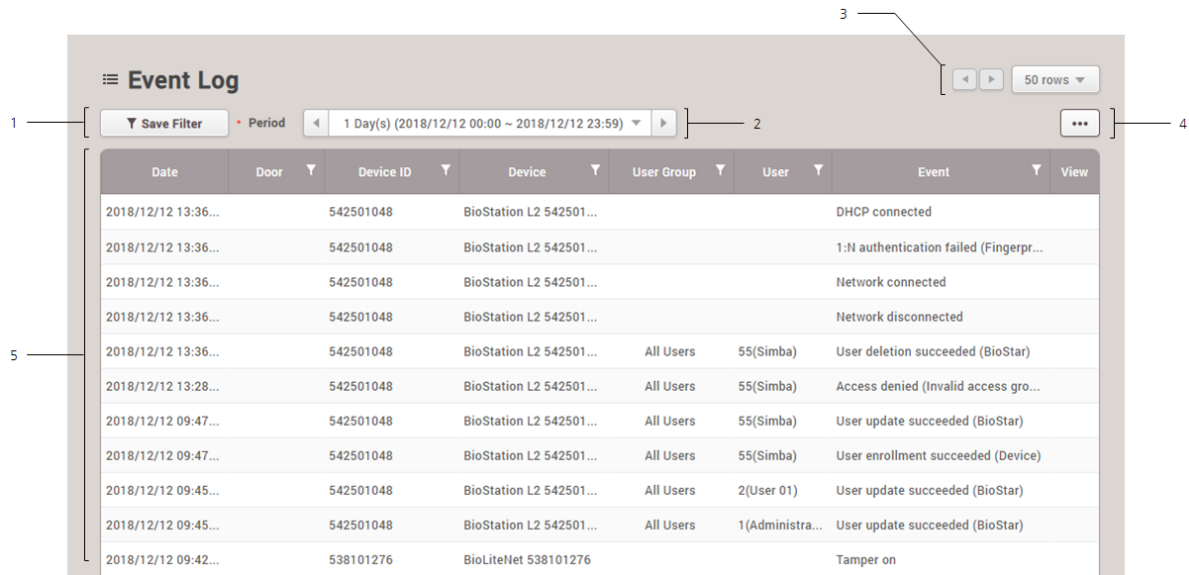 3
Event Log
50 rows
1
Save Filter
* Period
1 Day(s) (2018/12/12 00:00 ~ 2018/12/12 23:59)
2
4
Date Door Device ID Device User Group User Event View
2018/12/12 13:36... 542501048 BioStation L2 542501... DHCP connected
2018/12/12 13:36... 542501048 BioStation L2 542501... 1:N authentication failed (Fingerpr...
2018/12/12 13:36... 542501048 BioStation L2 542501... Network connected
2018/12/12 13:36... 542501048 BioStation L2 542501... Network disconnected
5
2018/12/12 13:36... 542501048 BioStation L2 542501... All Users 55(Simba) User deletion succeeded (BioStar)
2018/12/12 13:28... 542501048 BioStation L2 542501... All Users 55(Simba) Access denied (Invalid access gro...
2018/12/12 09:47... 542501048 BioStation L2 542501... All Users 55(Simba) User update succeeded (BioStar)
2018/12/12 09:47... 542501048 BioStation L2 542501... All Users 55(Simba) User enrollment succeeded (Device)
2018/12/12 09:45... 542501048 BioStation L2 542501... All Users 2(User 01) User update succeeded (BioStar)
2018/12/12 09:45... 542501048 BioStation L2 542501... All Users 1(Administra... User update succeeded (BioStar)
2018/12/12 09:42... 538101276 BioLiteNet 538101276 Tamper on